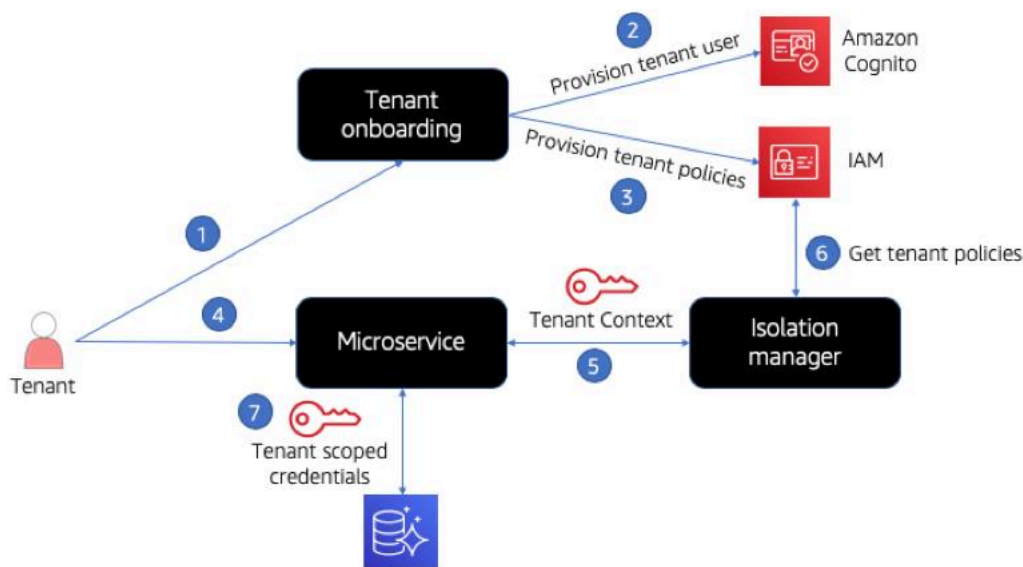 2
Provision tenant user
Amazon
Cognito
Tenant
onboarding
Provision tenant policies
3
IAM
1
6
Get tenant policies
4
Microservice
Tenant Context
5
Isolation
manager
Tenant
7
Tenant scoped
credentials